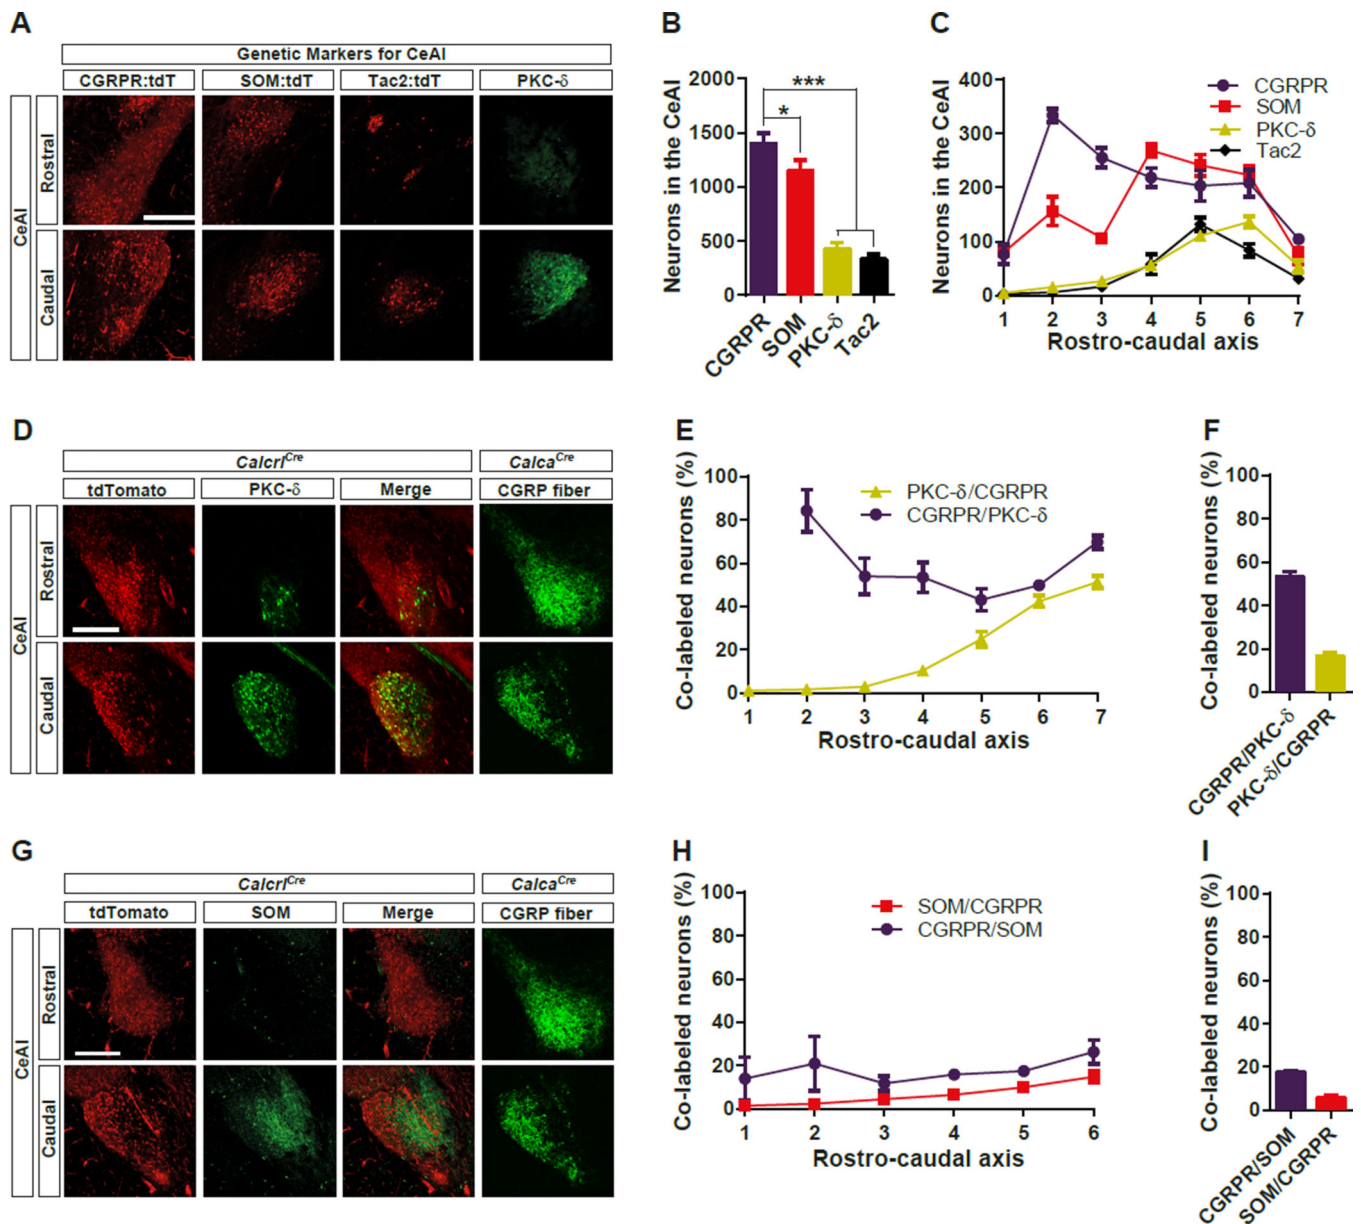 A
Genetic Markers for CeAl
CGRPR:tdT SOM:tdT Tac2:tdT PKC-δ
CeAl
Rostral
Caudal
B
Neurons in the CeAl
2000
1500
1000
500
0
***
*
CGRPR
SOM
PKC-δ
Tac2
C
Neurons in the CeAl
400
300
200
100
0
CGRPR
SOM
PKC-δ
Tac2
1 2 3 4 5 6 7
Rostro-caudal axis
D
Calcrl^Cre Calca^Cre
tdTomato PKC-δ Merge CGRP fiber
CeAl
Rostral
Caudal
E
Co-labeled neurons (%)
100
80
60
40
20
0
PKC-δ/CGRPR
CGRPR/PKC-δ
1 2 3 4 5 6 7
Rostro-caudal axis
F
Co-labeled neurons (%)
100
80
60
40
20
0
CGRPR/PKC-δ
PKC-δ/CGRPR
G
Calcrl^Cre Calca^Cre
tdTomato SOM Merge CGRP fiber
CeAl
Rostral
Caudal
H
Co-labeled neurons (%)
100
80
60
40
20
0
SOM/CGRPR
CGRPR/SOM
1 2 3 4 5 6
Rostro-caudal axis
I
Co-labeled neurons (%)
100
80
60
40
20
0
CGRPR/SOM
SOM/CGRPR